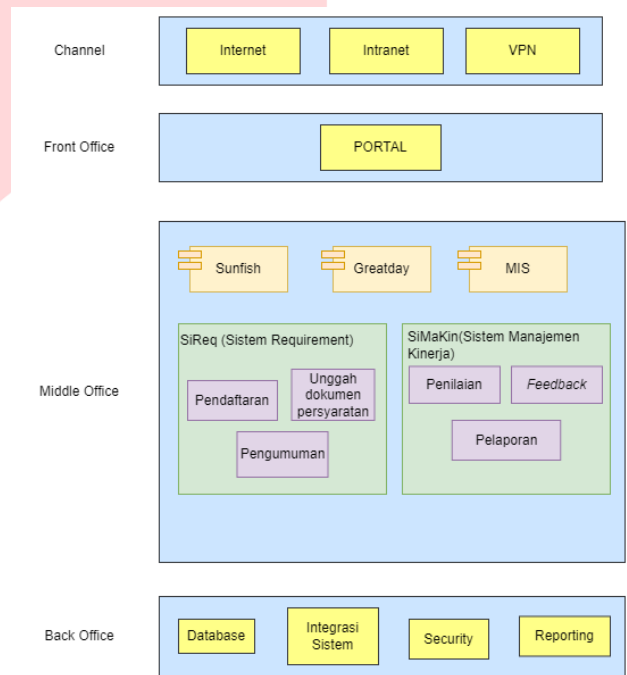 Channel
Internet
Intranet
VPN
Front Office
PORTAL
Middle Office
Sunfish
Greatday
MIS
SiReq (Sistem Requirement)
Pendaftaran
Unggah
dokumen
persyaratan
Pengumuman
SiMaKin(Sistem Manajemen
Kinerja)
Penilaian
Feedback
Pelaporan
Back Office
Database
Integrasi
Sistem
Security
Reporting